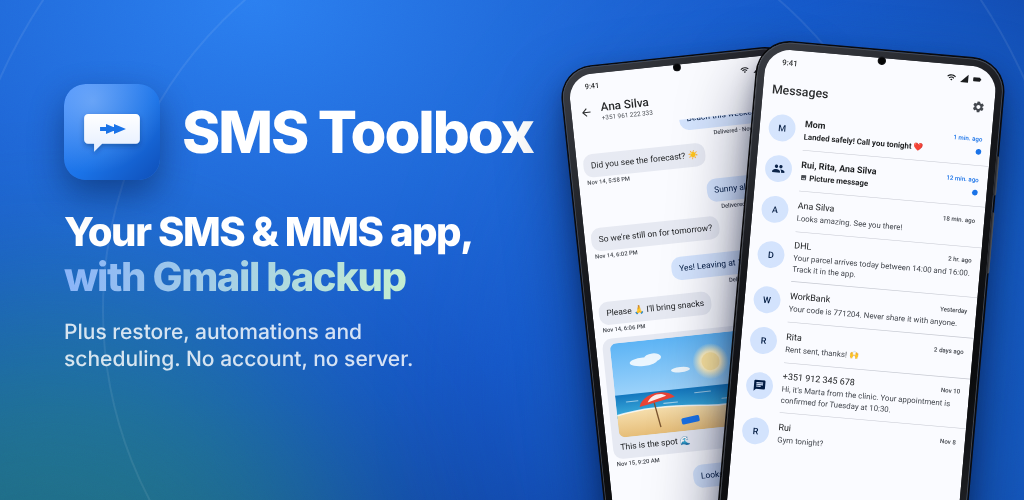 SMS Toolbox
Your SMS & MMS app,
with Gmail backup
Plus restore, automations and
scheduling. No account, no server.
9:41
Ana Silva
+351 961 222 333
Beach this
Delivered · Nov
Did you see the forecast? ☀️
Nov 14, 5:58 PM
Sunny
So we're still on for tomorrow?
Nov 14, 6:02 PM
Yes! Leaving at
Please 🙏 I'll bring snacks
Nov 14, 6:06 PM
This is the spot 🌊
Nov 15, 9:20 AM
9:41
Messages
M
Mom
1 min. ago
Landed safely! Call you tonight ❤️
Rui, Rita, Ana Silva
12 min. ago
Picture message
A
Ana Silva
18 min. ago
Looks amazing. See you there!
D
DHL
2 hr. ago
Your parcel arrives today between 14:00 and 16:00.
Track it in the app.
W
WorkBank
Yesterday
Your code is 771204. Never share it with anyone.
R
Rita
2 days ago
Rent sent, thanks! 🙌
+351 912 345 678
Nov 10
Hi, it's Marta from the clinic. Your appointment is
confirmed for Tuesday at 10:30.
R
Rui
Nov 8
Gym tonight?